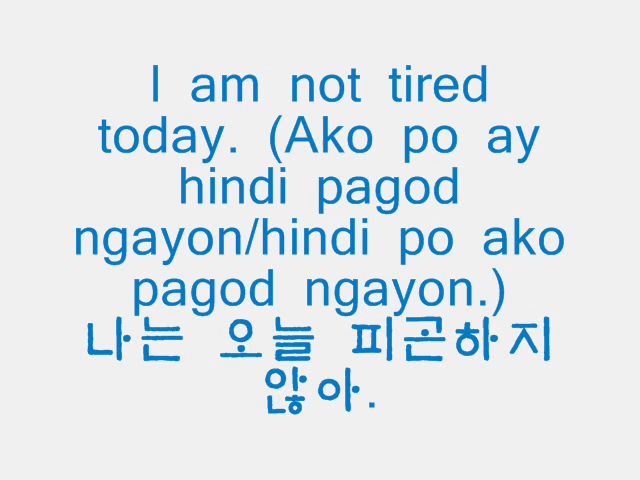 I am not tired
today. (Ako po ay
hindi pagod
ngayon/hindi po ako
pagod ngayon.)
나는 오늘 피곤하지
않아.